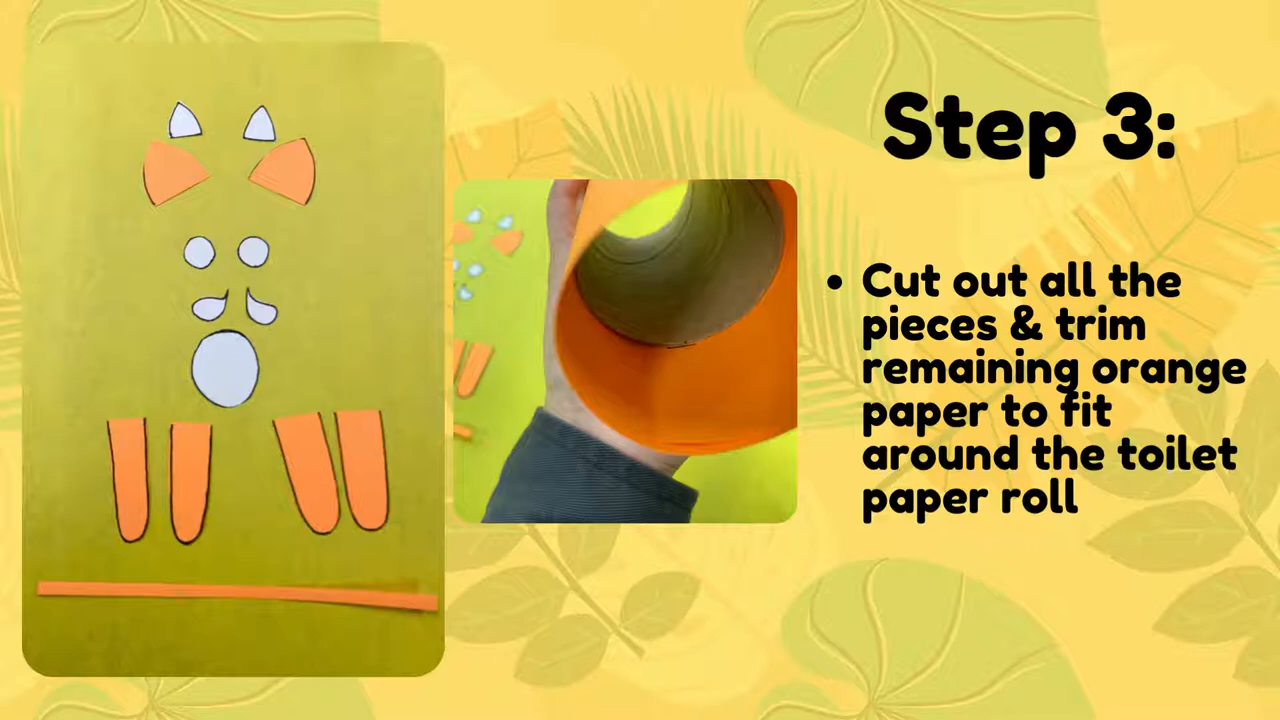 Step 3:
• Cut out all the
pieces & trim
remaining orange
paper to fit
around the toilet
paper roll